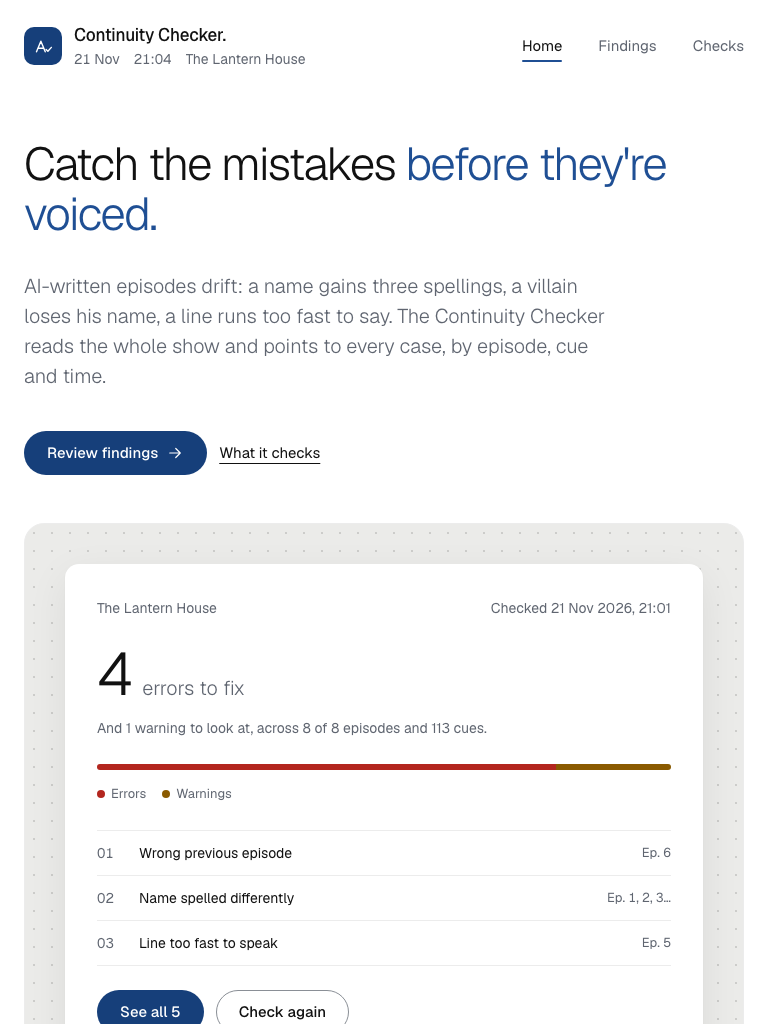 Continuity Checker.
21 Nov 21:04 The Lantern House
Home Findings Checks
Catch the mistakes before they're
voiced.
AI-written episodes drift: a name gains three spellings, a villain
loses his name, a line runs too fast to say. The Continuity Checker
reads the whole show and points to every case, by episode, cue
and time.
Review findings → What it checks
The Lantern House Checked 21 Nov 2026, 21:01
4 errors to fix
And 1 warning to look at, across 8 of 8 episodes and 113 cues.
Errors Warnings
01 Wrong previous episode Ep. 6
02 Name spelled differently Ep. 1, 2, 3…
03 Line too fast to speak Ep. 5
See all 5 Check again